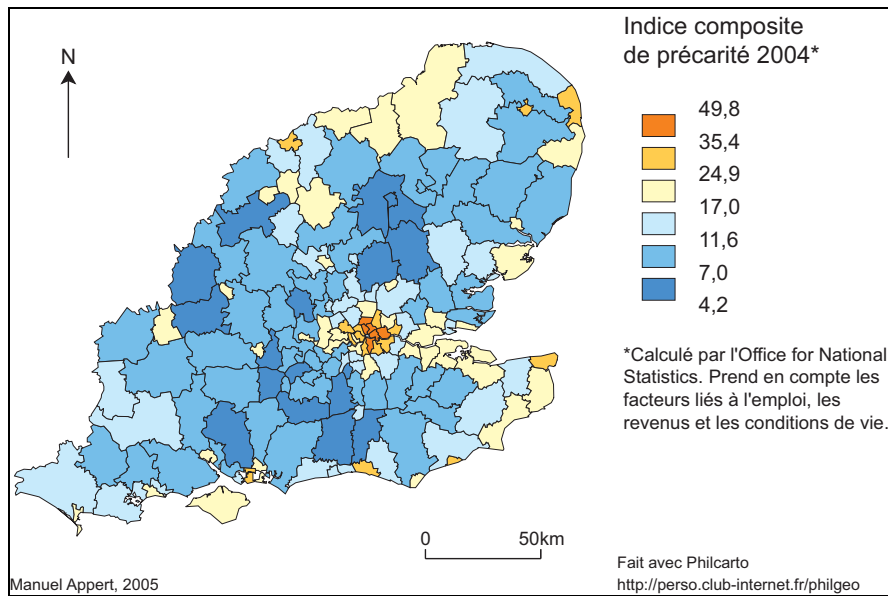 Indice composite
de précarité 2004*
N
49,8
35,4
24,9
17,0
11,6
7,0
4,2
*Calculé par l'Office for National
Statistics. Prend en compte les
facteurs liés à l'emploi, les
revenus et les conditions de vie.
0 50km
Fait avec Philcarto
Manuel Appert, 2005
http://perso.club-internet.fr/philgeo